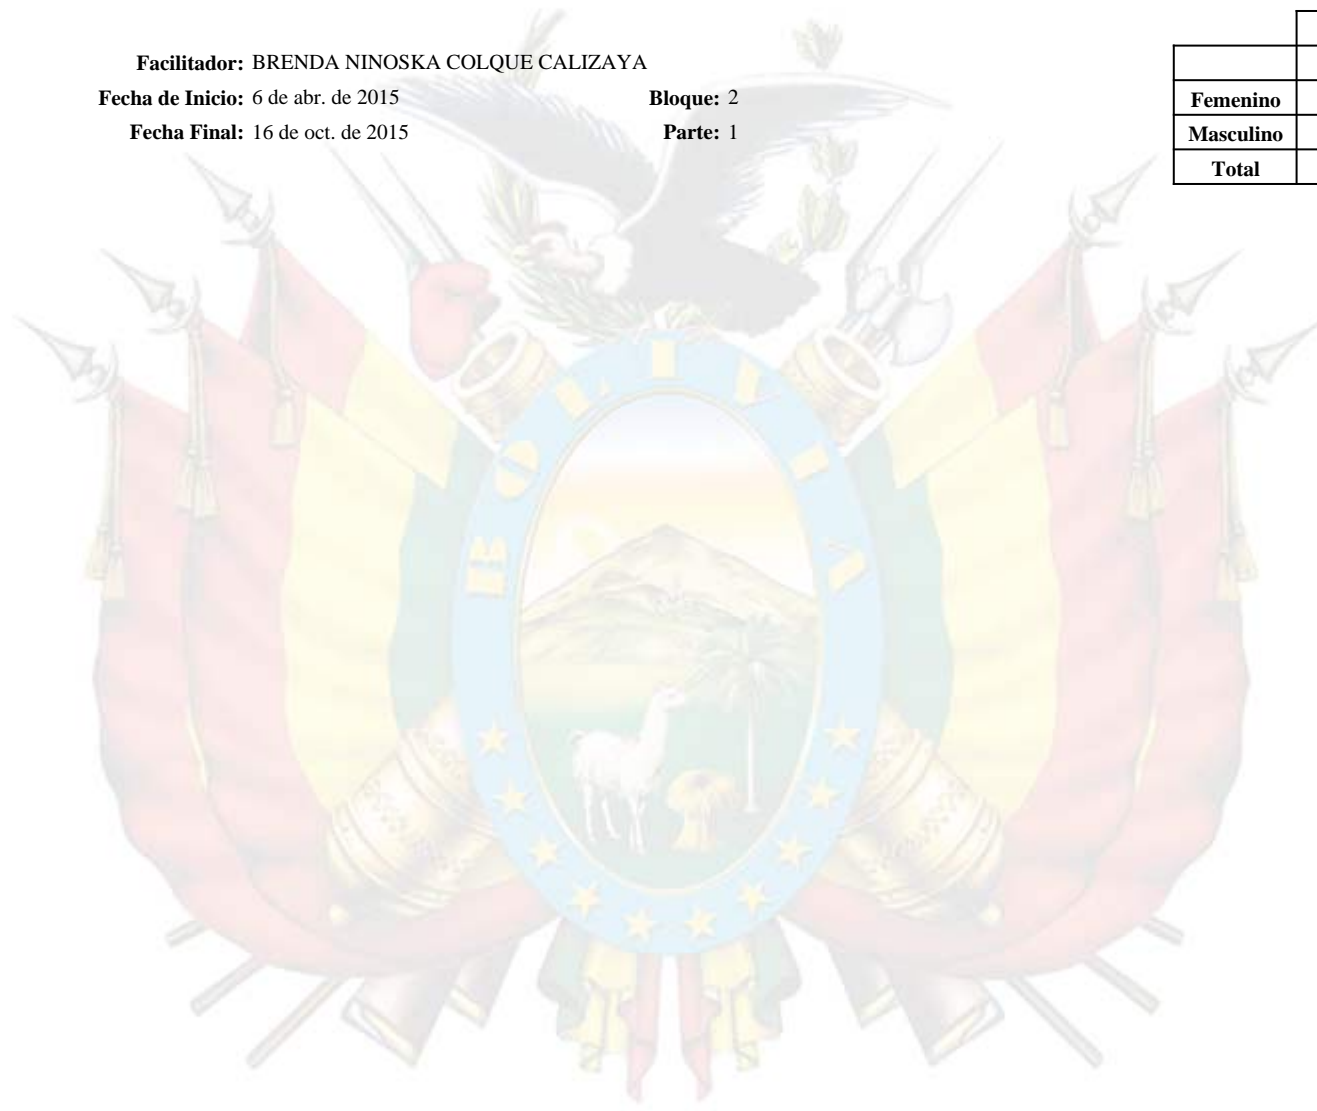 Facilitador: BRENDA NINOSKA COLQUE CALIZAYA
Fecha de Inicio: 6 de abr. de 2015 Bloque: 2
Fecha Final: 16 de oct. de 2015 Parte: 1
Femenino
Masculino
Total
BOLIVIA